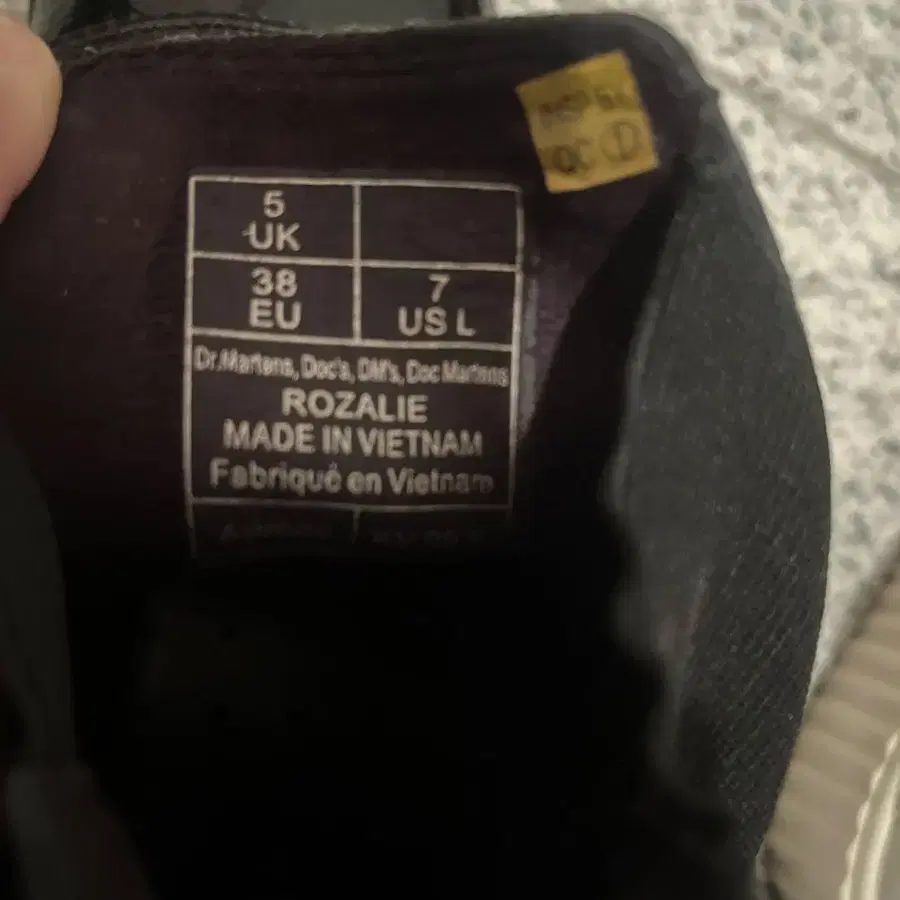 QC D
5
UK
38
EU
7
US L
Dr.Martens, Doc's, DM's, Doc Martens
ROZALIE
MADE IN VIETNAM
Fabriqué en Vietnam